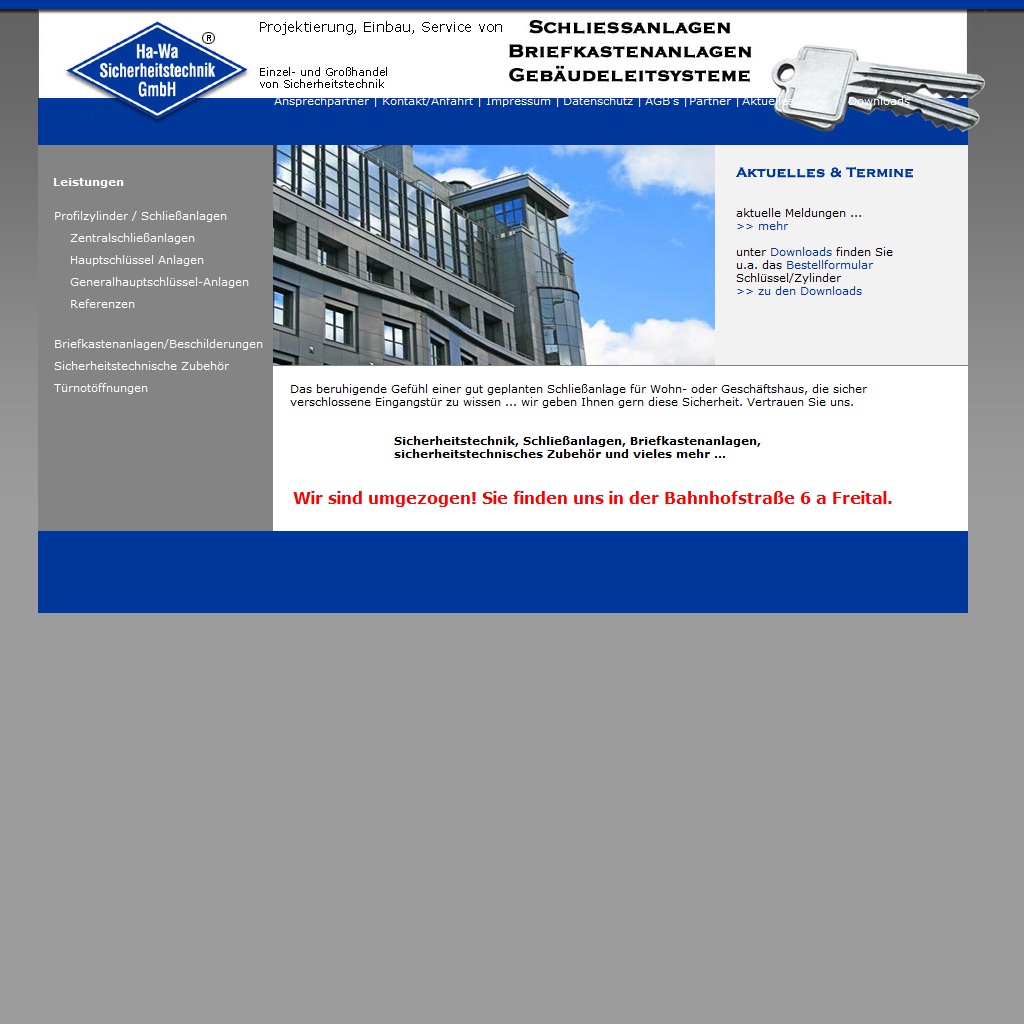 Ha-Wa
Sicherheitstechnik
GmbH
®
Projektierung, Einbau, Service von
Schliessanlagen
Briefkastenanlagen
Gebäudeleitsysteme
Einzel- und Großhandel
von Sicherheitstechnik
Ansprechpartner | Kontakt/Anfahrt | Impressum | Datenschutz | AGB's | Partner | Downloads
Leistungen
Profilzylinder / Schließanlagen
Zentralschließanlagen
Hauptschlüssel Anlagen
Generalhauptschlüssel-Anlagen
Referenzen
Briefkastenanlagen/Beschilderungen
Sicherheitstechnische Zubehör
Türnotöffnungen
Aktuelles & Termine
aktuelle Meldungen ...
>> mehr
unter Downloads finden Sie
u.a. das Bestellformular
Schlüssel/Zylinder
>> zu den Downloads
Das beruhigende Gefühl einer gut geplanten Schließanlage für Wohn- oder Geschäftshaus, die sicher
verschlossene Eingangstür zu wissen ... wir geben Ihnen gern diese Sicherheit. Vertrauen Sie uns.
Sicherheitstechnik, Schließanlagen, Briefkastenanlagen,
sicherheitstechnisches Zubehör und vieles mehr ...
Wir sind umgezogen! Sie finden uns in der Bahnhofstraße 6 a Freital.